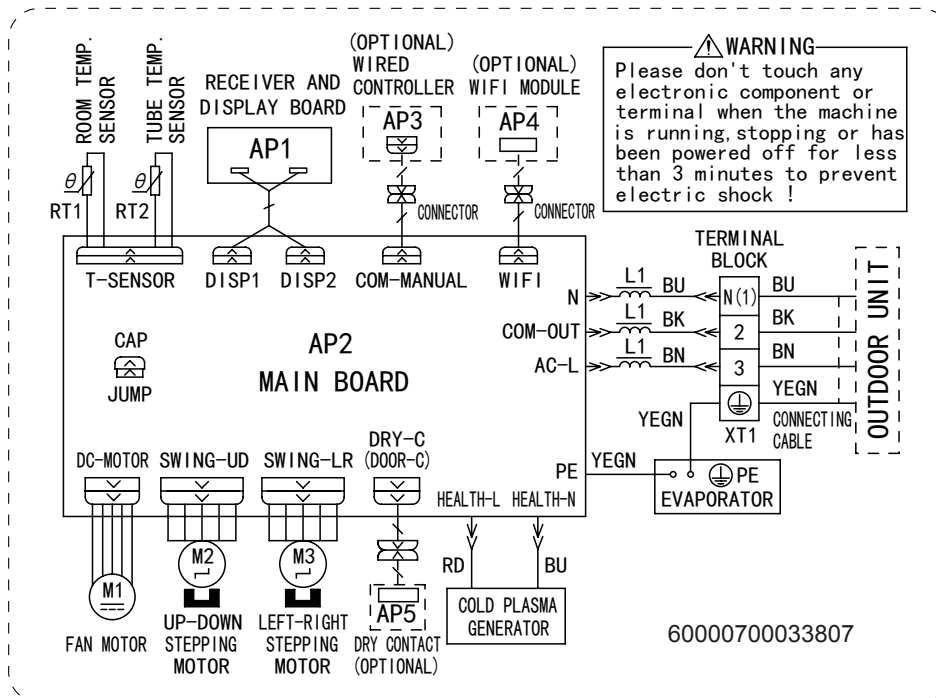 ROOM TEMP.
SENSOR
TUBE TEMP.
SENSOR
θ
RT1
θ
RT2
RECEIVER AND
DISPLAY BOARD
AP1
(OPTIONAL)
WIRED
CONTROLLER
AP3
CONNECTOR
(OPTIONAL)
WIFI MODULE
AP4
CONNECTOR
WARNING
Please don't touch any
electronic component or
terminal when the machine
is running, stopping or has
been powered off for less
than 3 minutes to prevent
electric shock !
T-SENSOR
DISP1
DISP2
COM-MANUAL
WIFI
CAP
JUMP
AP2
MAIN BOARD
N
COM-OUT
AC-L
L1
BU
L1
BK
L1
BN
TERMINAL
BLOCK
N(1)
2
3
XT1
BU
BK
BN
YEGN
CONNECTING
CABLE
OUTDOOR UNIT
YEGN
PE
YEGN
PE
EVAPORATOR
DC-MOTOR
SWING-UD
SWING-LR
DRY-C
(DOOR-C)
HEALTH-L
HEALTH-N
M1
FAN MOTOR
M2
UP-DOWN
STEPPING
MOTOR
M3
LEFT-RIGHT
STEPPING
MOTOR
AP5
DRY CONTACT
(OPTIONAL)
RD
BU
COLD PLASMA
GENERATOR
60000700033807